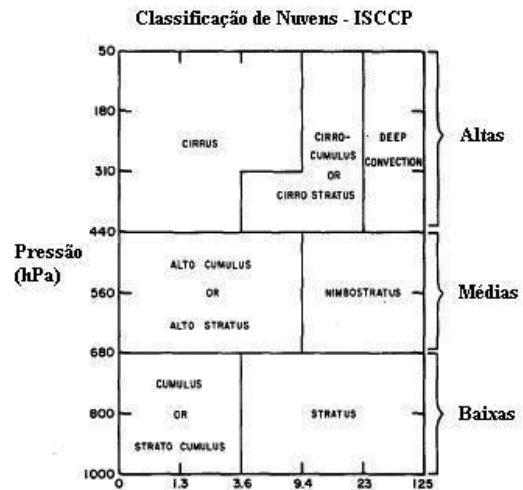 Classificação de Nuvens - ISCCP
50
180
310
440
560
680
800
1000
Pressão
(hPa)
CIRRUS
CIRRO-
CUMULUS
OR
CIRRO STRATUS
DEEP
CONVECTION
Altas
ALTO CUMULUS
OR
ALTO STRATUS
NIMBOSTRATUS
Médias
CUMULUS
OR
STRATO CUMULUS
STRATUS
Baixas
0 1.3 3.6 9.4 23 125